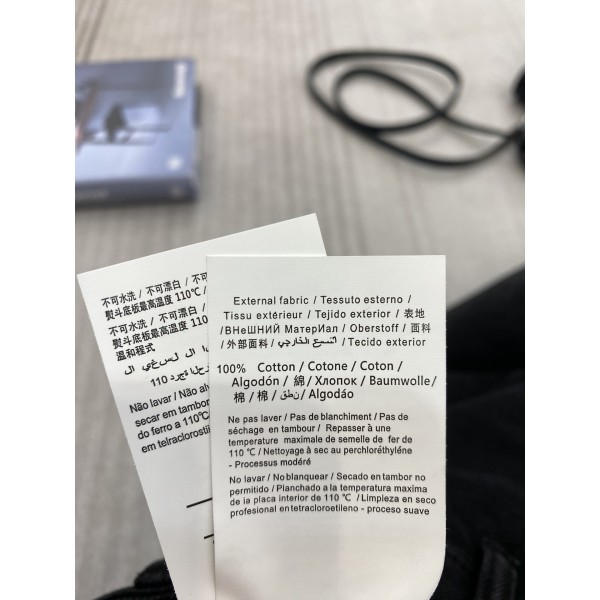 不可水洗 / 不可漂白 / 不可
熨斗底板最高温度 110℃ /
不可水洗 / 不可漂白 /
熨斗底板最高温度 110
温和程式
110
Não lavar / Não
secar em tambor
do ferro a 110°C
em tetraclorostil
External fabric / Tessuto esterno /
Tissu extérieur / Tejido exterior / 表地
/ВНеШНИЙ МатерИал / Oberstoff / 面料
/ 外部面料 / / Tecido exterior
100% Cotton / Cotone / Coton /
Algodón / 綿 / Хлопок / Baumwolle/
棉 / 棉 / قطن / Algodáo
Ne pas laver / Pas de blanchiment / Pas de
séchage en tambour / Repasser à une
temperature maximale de semelle de fer de
110 ℃ / Nettoyage à sec au perchloréthyléne
- Processus modéré
No lavar / No blanquear / Secado en tambor no
permitido / Planchado a la temperatura maxima
de la placa interior de 110 ℃ / Limpieza en seco
profesional en tetracloroetileno - proceso suave